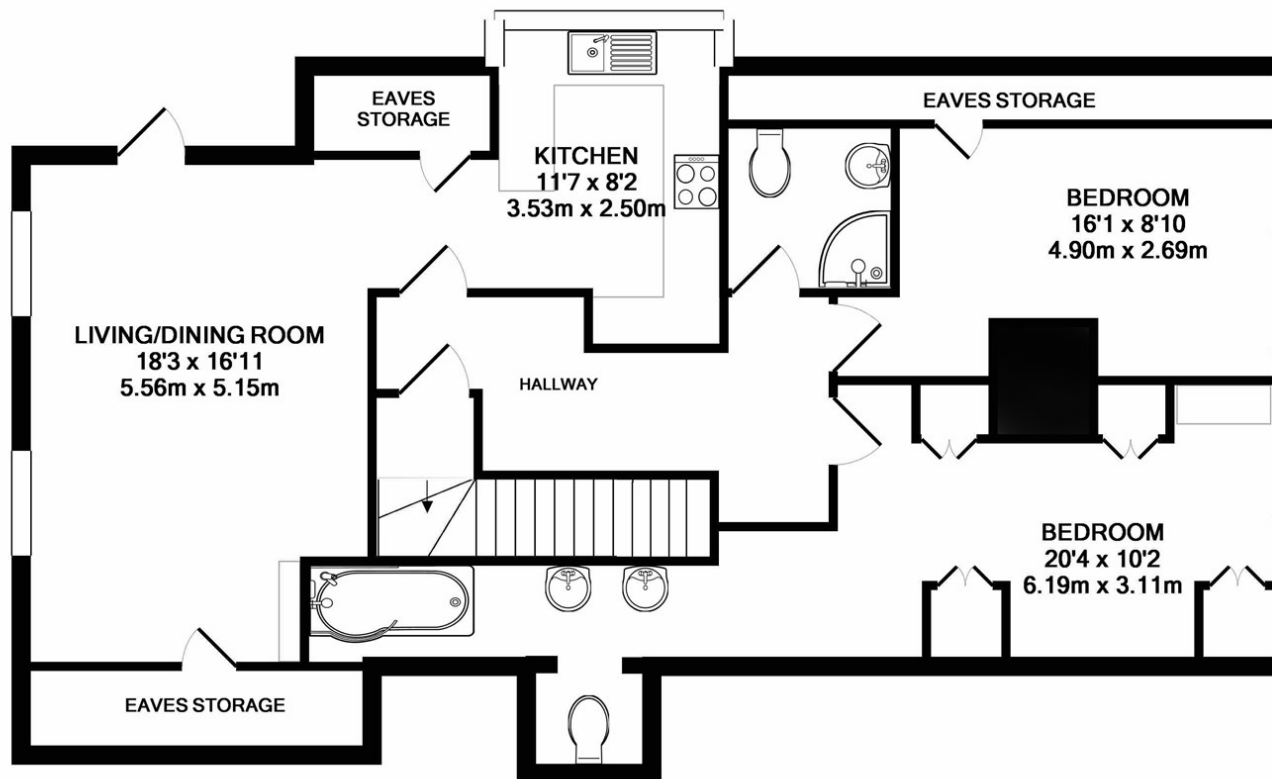 EAVES
STORAGE
EAVES STORAGE
KITCHEN
11'7 x 8'2
3.53m x 2.50m
BEDROOM
16'1 x 8'10
4.90m x 2.69m
LIVING/DINING ROOM
18'3 x 16'11
5.56m x 5.15m
HALLWAY
BEDROOM
20'4 x 10'2
6.19m x 3.11m
EAVES STORAGE